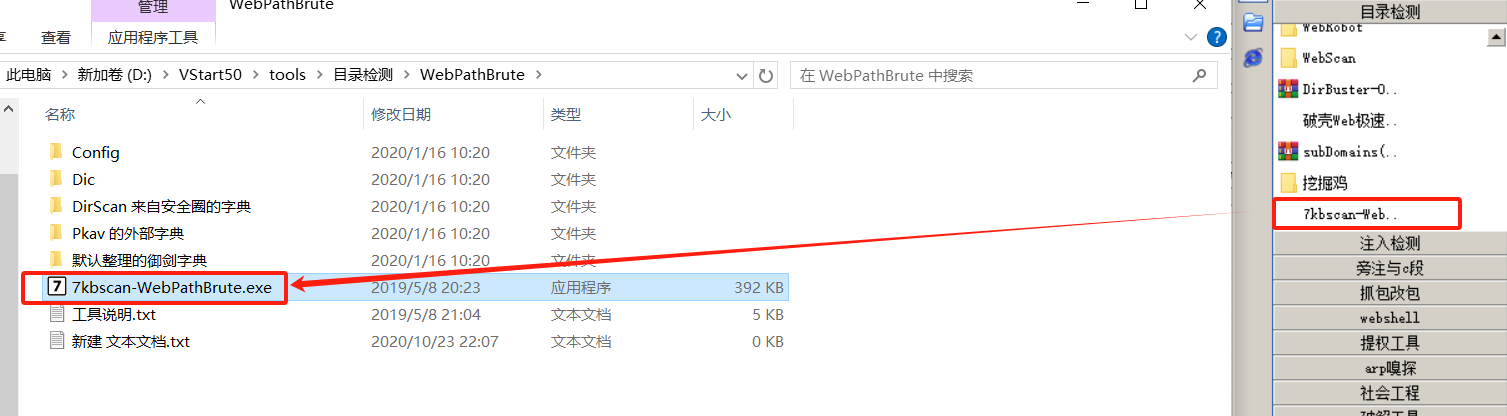 管理
WebPathBrute
查看
应用程序工具
此电脑 > 新加卷 (D:) > VStart50 > tools > 目录检测 > WebPathBrute >
在 WebPathBrute 中搜索
名称 修改日期 类型 大小
Config 2020/1/16 10:20 文件夹
Dic 2020/1/16 10:20 文件夹
DirScan 来自安全圈的字典 2020/1/16 10:20 文件夹
Pkav 的外部字典 2020/1/16 10:20 文件夹
默认整理的御剑字典 2020/1/16 10:20 文件夹
7kbscan-WebPathBrute.exe 2019/5/8 20:23 应用程序 392 KB
工具说明.txt 2019/5/8 21:04 文本文档 5 KB
新建 文本文档.txt 2020/10/23 22:07 文本文档 0 KB
目录检测
WebRobot
WebScan
DirBuster-0..
破壳Web极速..
subDomains(..
挖掘鸡
7kbscan-Web..
注入检测
旁注与c段
抓包改包
webshell
提权工具
arp嗅探
社会工程